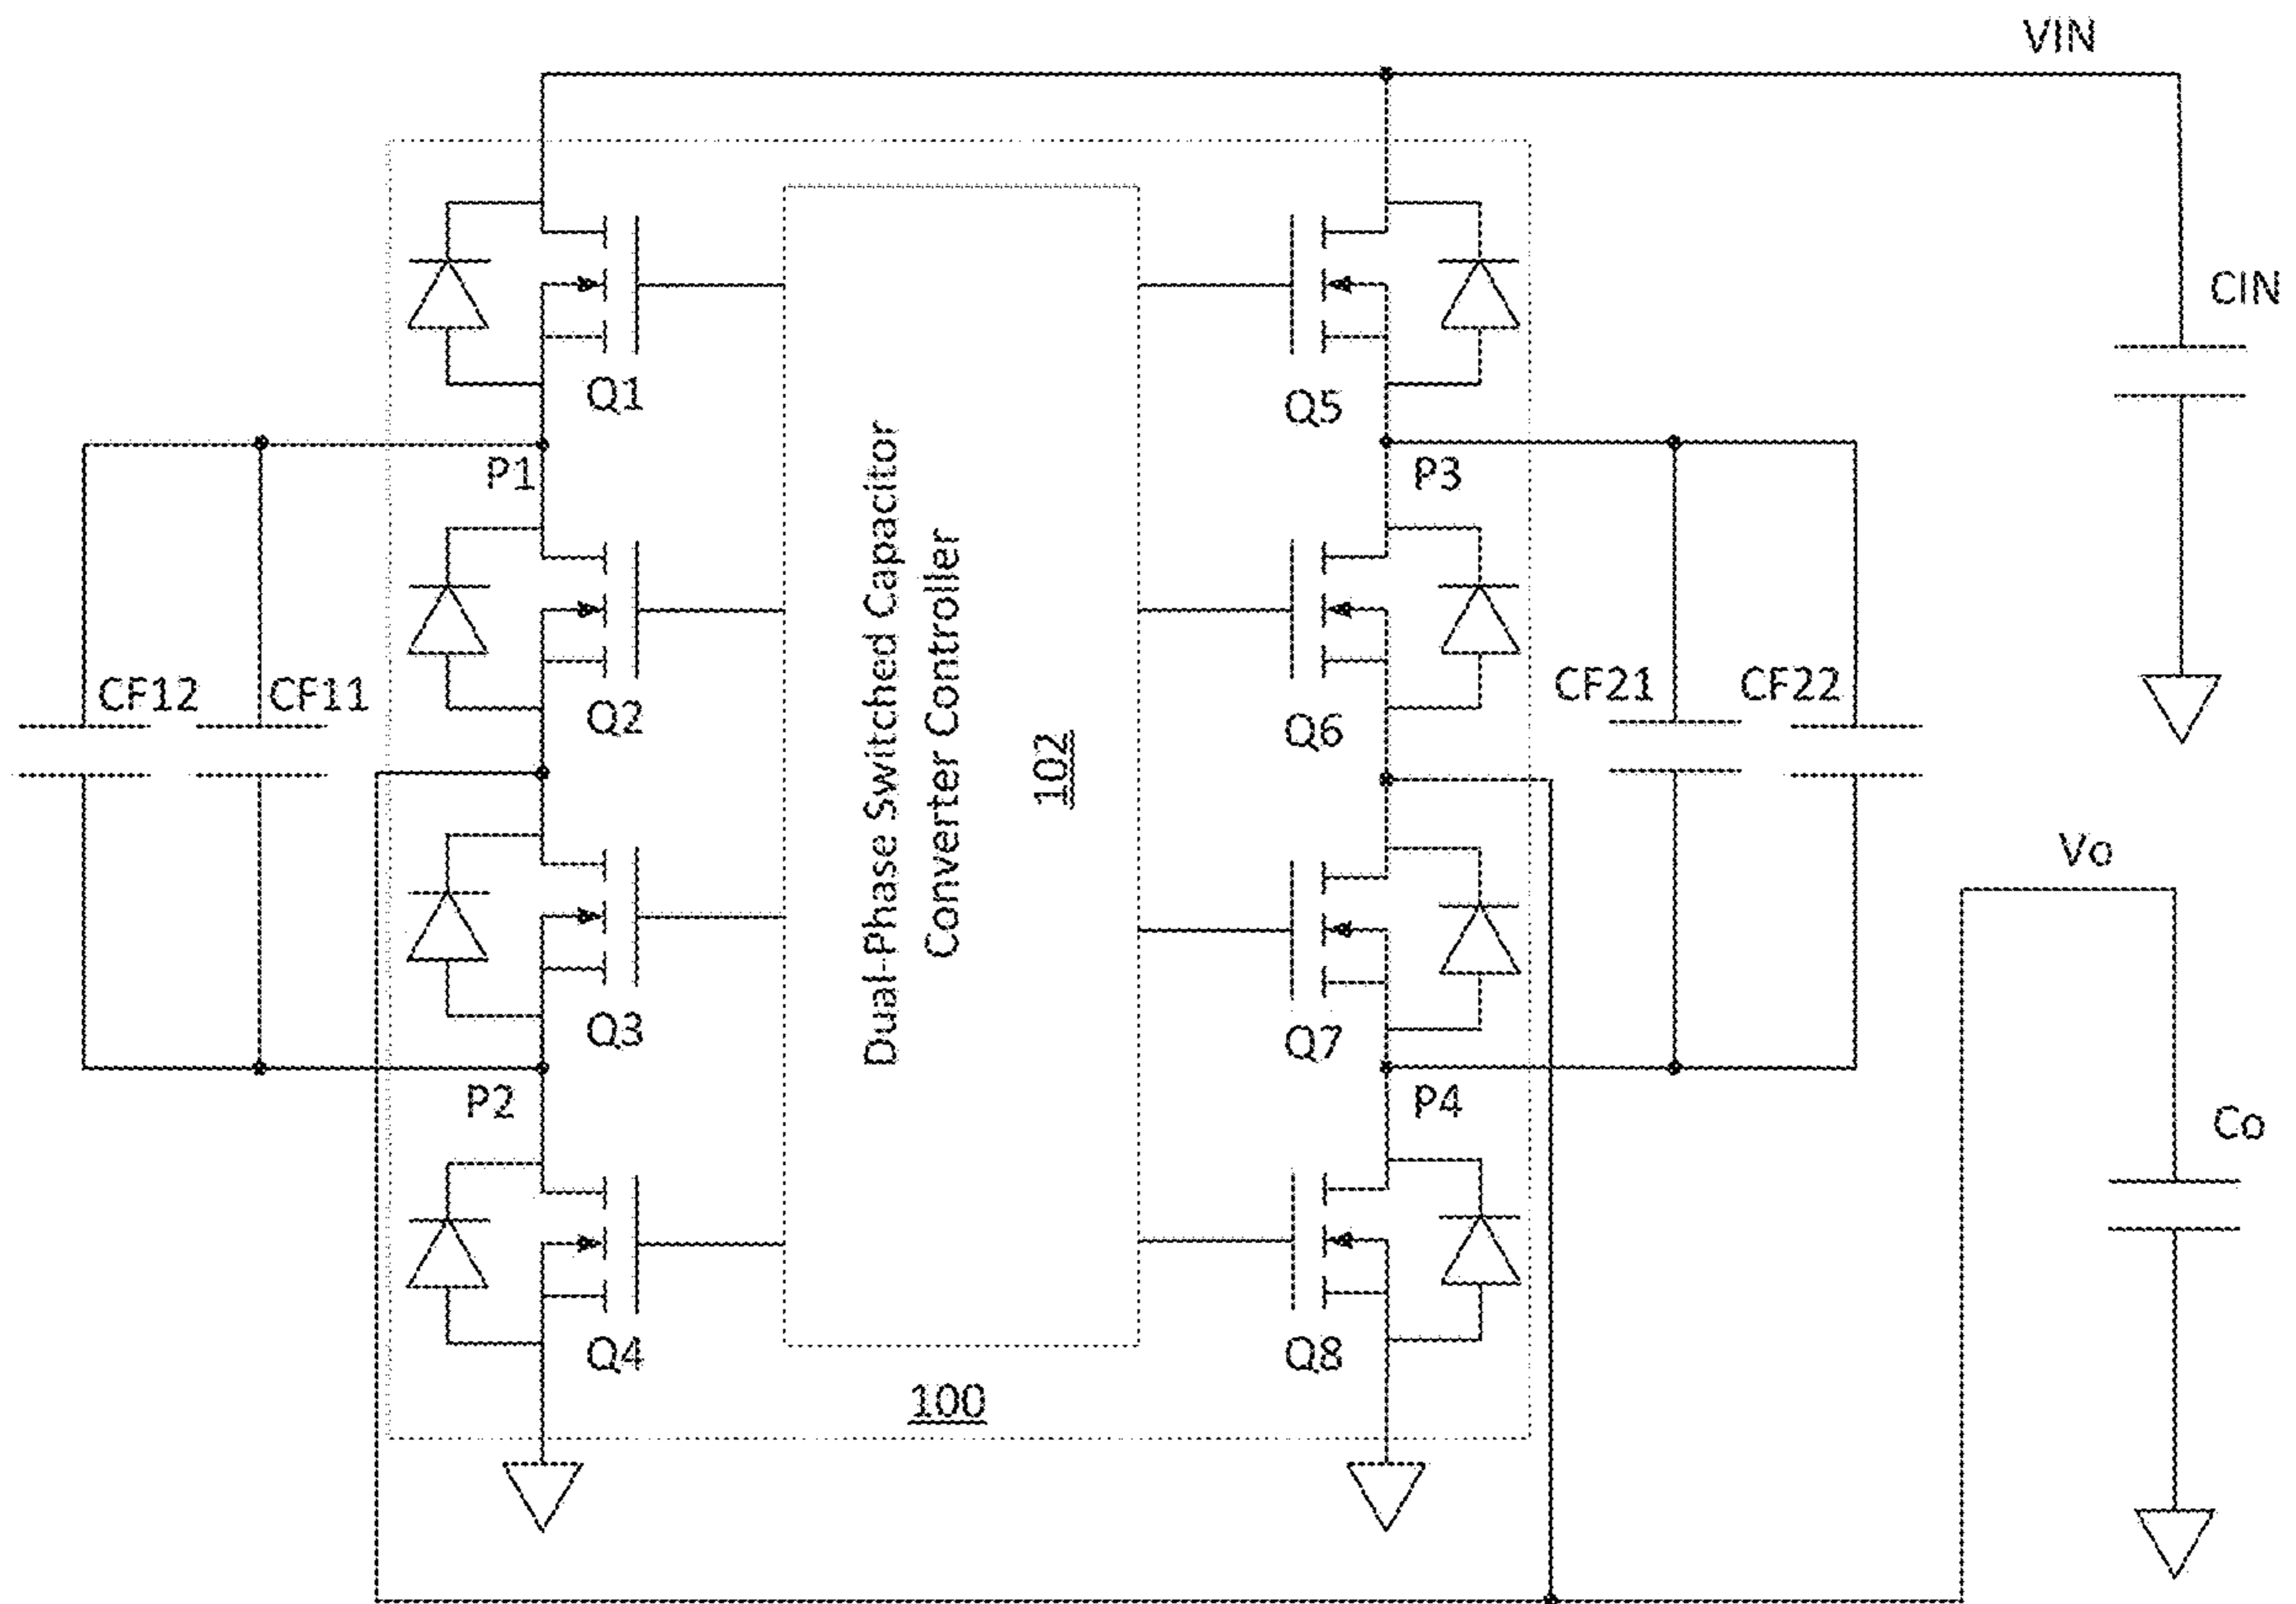 VIN
CIN
Q1
Q5
P1
P3
Dual-Phase Switched Capacitor
Converter Controller
102
CF12
CF11
Q2
Q6
CF21
CF22
Vo
Q3
Q7
P2
P4
Co
Q4
Q8
100